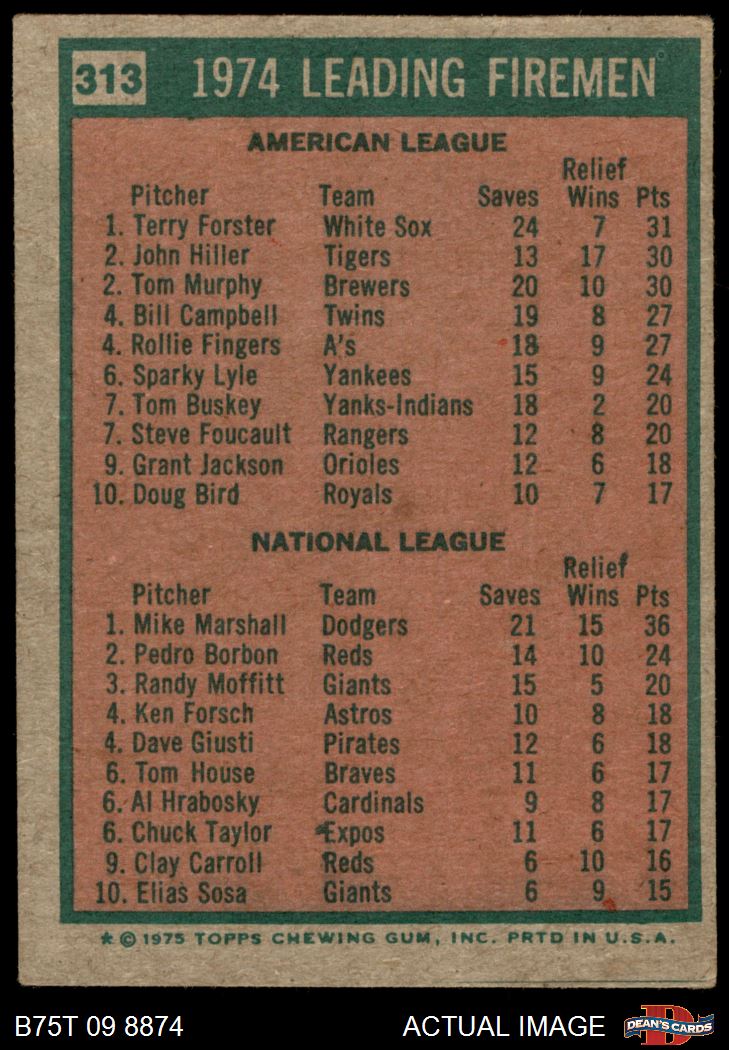 313 1974 LEADING FIREMEN
AMERICAN LEAGUE
Relief
Pitcher Team Saves Wins Pts
1. Terry Forster White Sox 24 7 31
2. John Hiller Tigers 13 17 30
2. Tom Murphy Brewers 20 10 30
4. Bill Campbell Twins 19 8 27
4. Rollie Fingers A's 18 9 27
6. Sparky Lyle Yankees 15 9 24
7. Tom Buskey Yanks-Indians 18 2 20
7. Steve Foucault Rangers 12 8 20
9. Grant Jackson Orioles 12 6 18
10. Doug Bird Royals 10 7 17
NATIONAL LEAGUE
Relief
Pitcher Team Saves Wins Pts
1. Mike Marshall Dodgers 21 15 36
2. Pedro Borbon Reds 14 10 24
3. Randy Moffitt Giants 15 5 20
4. Ken Forsch Astros 10 8 18
4. Dave Giusti Pirates 12 6 18
6. Tom House Braves 11 6 17
6. Al Hrabosky Cardinals 9 8 17
6. Chuck Taylor Expos 11 6 17
9. Clay Carroll Reds 6 10 16
10. Elias Sosa Giants 6 9 15
* © 1975 TOPPS CHEWING GUM, INC. PRTD IN U.S.A.
B75T 09 8874 ACTUAL IMAGE DEAN'S CARDS